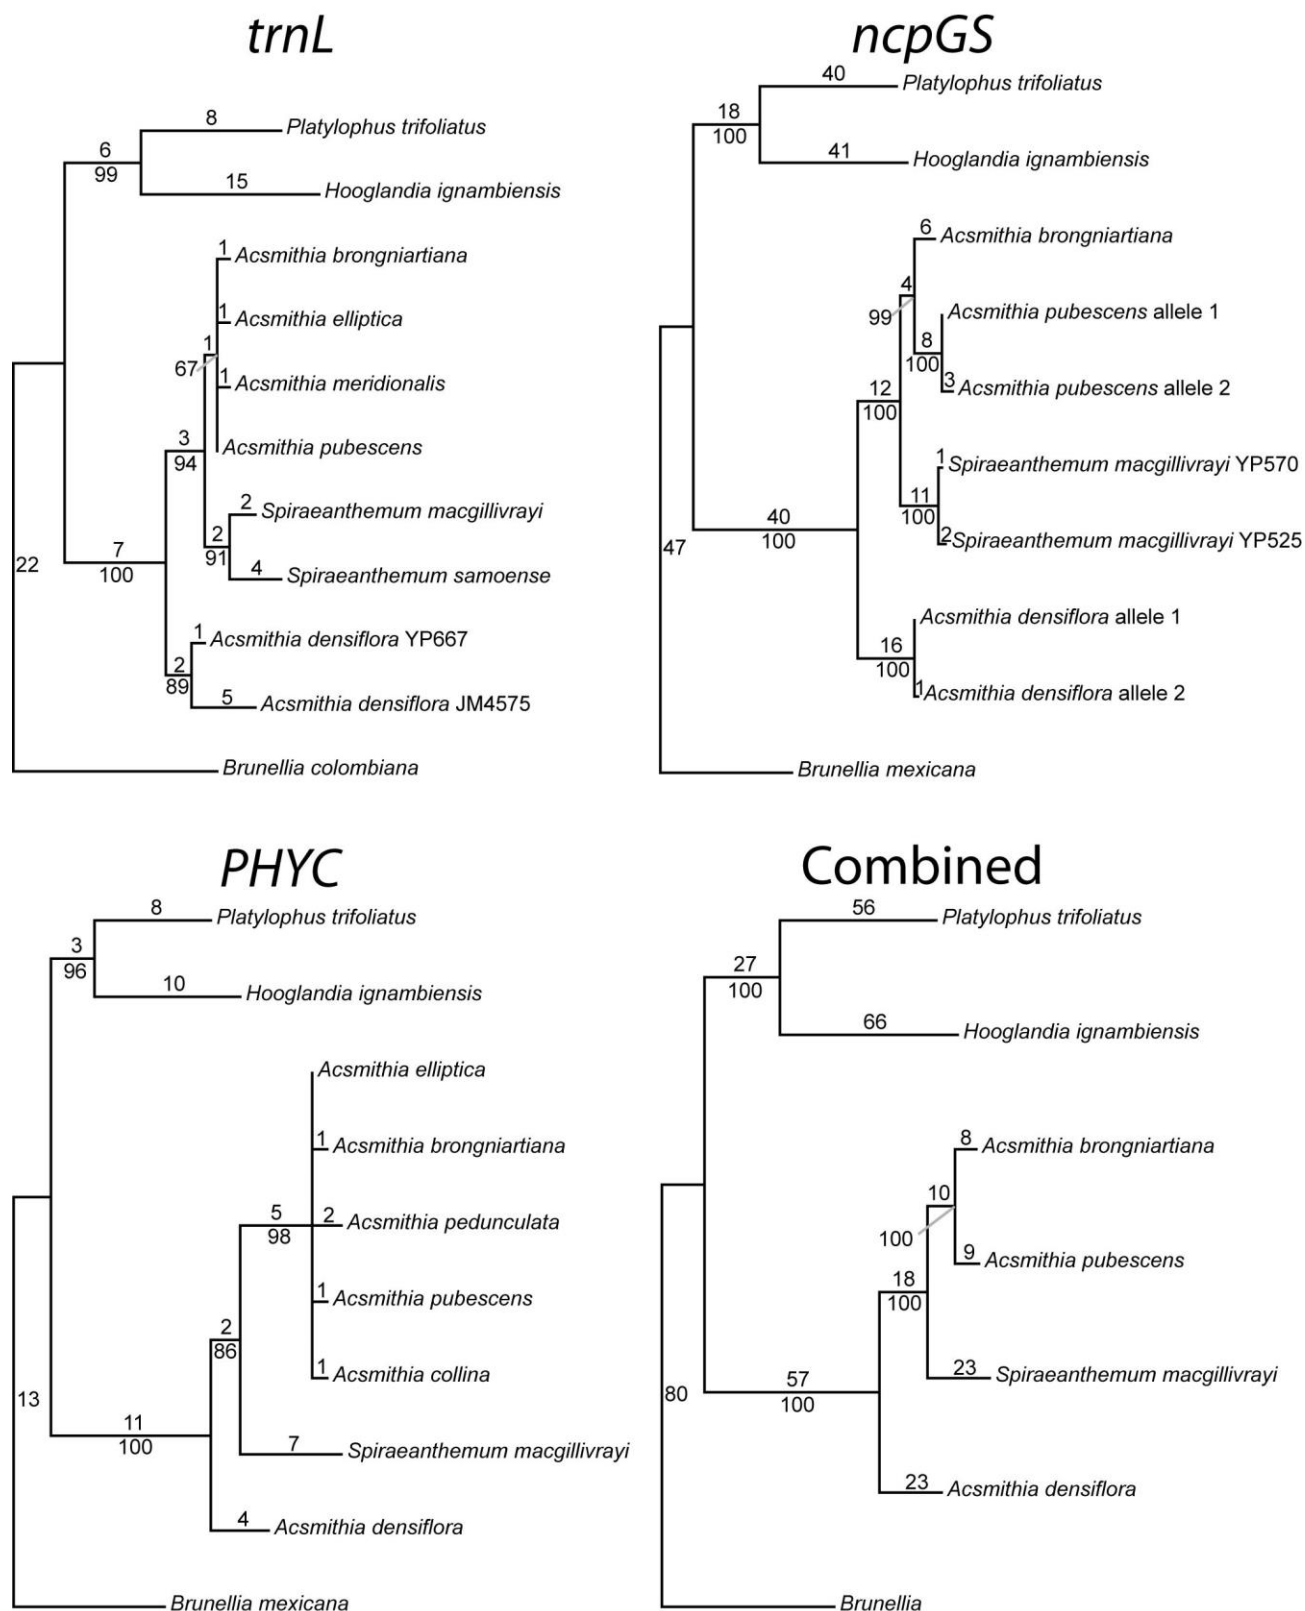 trnL
8
Platylophus trifoliatus
6
99
15
Hooglandia ignambiensis
1
Acsmithia brongniartiana
1
Acsmithia elliptica
1
67
1
Acsmithia meridionalis
3
94
Acsmithia pubescens
2
Spiraeanthemum macgillivrayi
2
91
4
Spiraeanthemum samoense
7
100
22
1
Acsmithia densiflora YP667
2
89
5
Acsmithia densiflora JM4575
Brunellia colombiana
ncpGS
40
Platylophus trifoliatus
18
100
41
Hooglandia ignambiensis
6
Acsmithia brongniartiana
4
99
Acsmithia pubescens allele 1
8
100
3
Acsmithia pubescens allele 2
12
100
1
Spiraeanthemum macgillivrayi YP570
11
100
2
Spiraeanthemum macgillivrayi YP525
40
100
47
Acsmithia densiflora allele 1
16
100
1
Acsmithia densiflora allele 2
Brunellia mexicana
PHYC
8
Platylophus trifoliatus
3
96
10
Hooglandia ignambiensis
Acsmithia elliptica
1
Acsmithia brongniartiana
5
98
2
Acsmithia pedunculata
1
Acsmithia pubescens
2
86
1
Acsmithia collina
13
11
100
7
Spiraeanthemum macgillivrayi
4
Acsmithia densiflora
Brunellia mexicana
Combined
56
Platylophus trifoliatus
27
100
66
Hooglandia ignambiensis
8
Acsmithia brongniartiana
10
100
9
Acsmithia pubescens
18
100
23
Spiraeanthemum macgillivrayi
57
100
80
23
Acsmithia densiflora
Brunellia